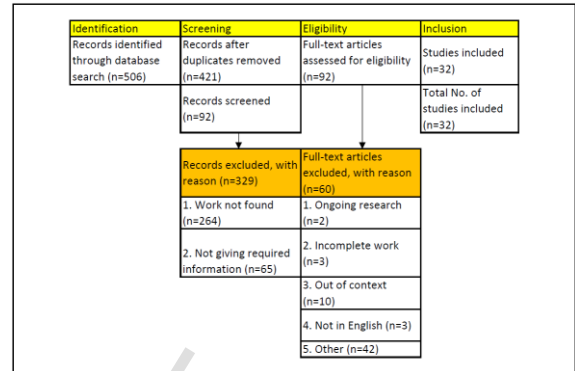 Identification
Screening
Eligibility
Inclusion
Records identified
through database
search (n=506)
Records after
duplicates removed
(n=421)
Full-text articles
assessed for eligibility
(n=92)
Studies included
(n=32)
Records screened
(n=92)
Total No. of
studies included
(n=32)
Records excluded, with
reason (n=329)
Full-text articles
excluded, with reason
(n=60)
1. Work not found
(n=264)
1. Ongoing research
(n=2)
2. Not giving required
information (n=65)
2. Incomplete work
(n=3)
3. Out of context
(n=10)
4. Not in English (n=3)
5. Other (n=42)